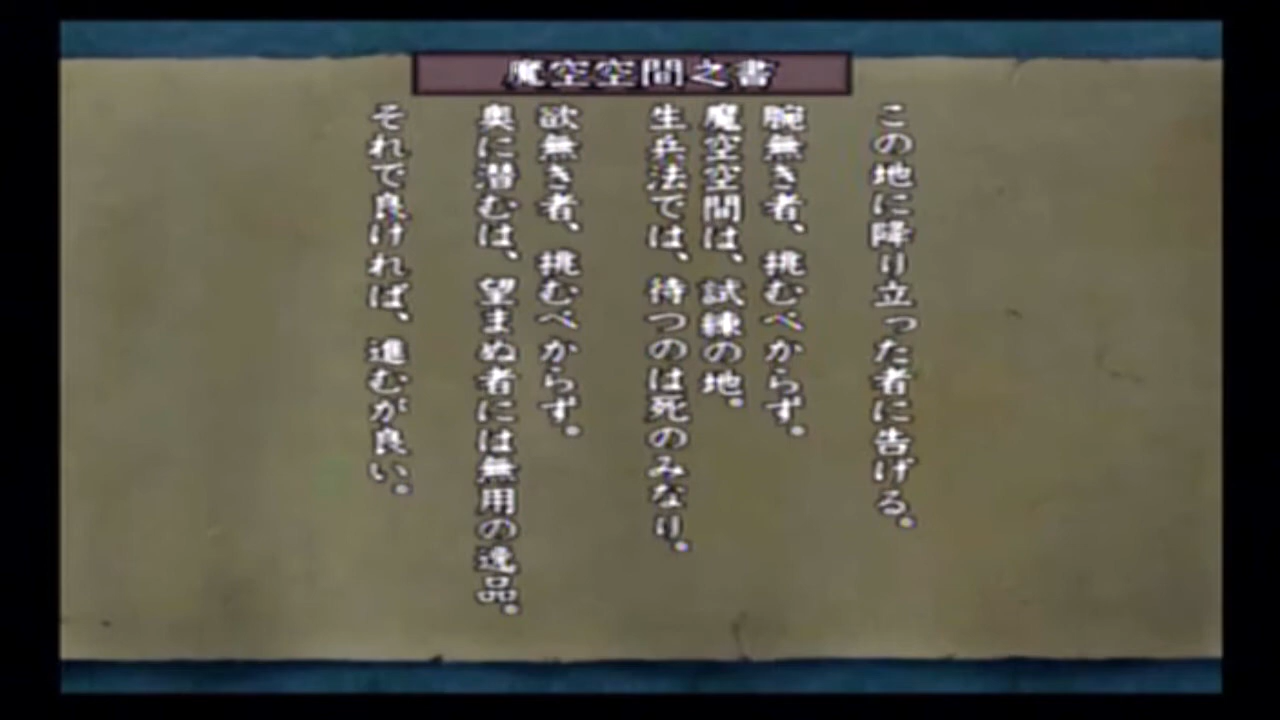 魔空空間之書
この地に降り立った者に告げる。
腕無き者、挑むべからず。
魔空空間は、試練の地。
生兵法では、待つのは死のみなり。
欲無き者、挑むべからず。
奥に潜むは、望まぬ者には無用の逸品。
それで良ければ、進むが良い。